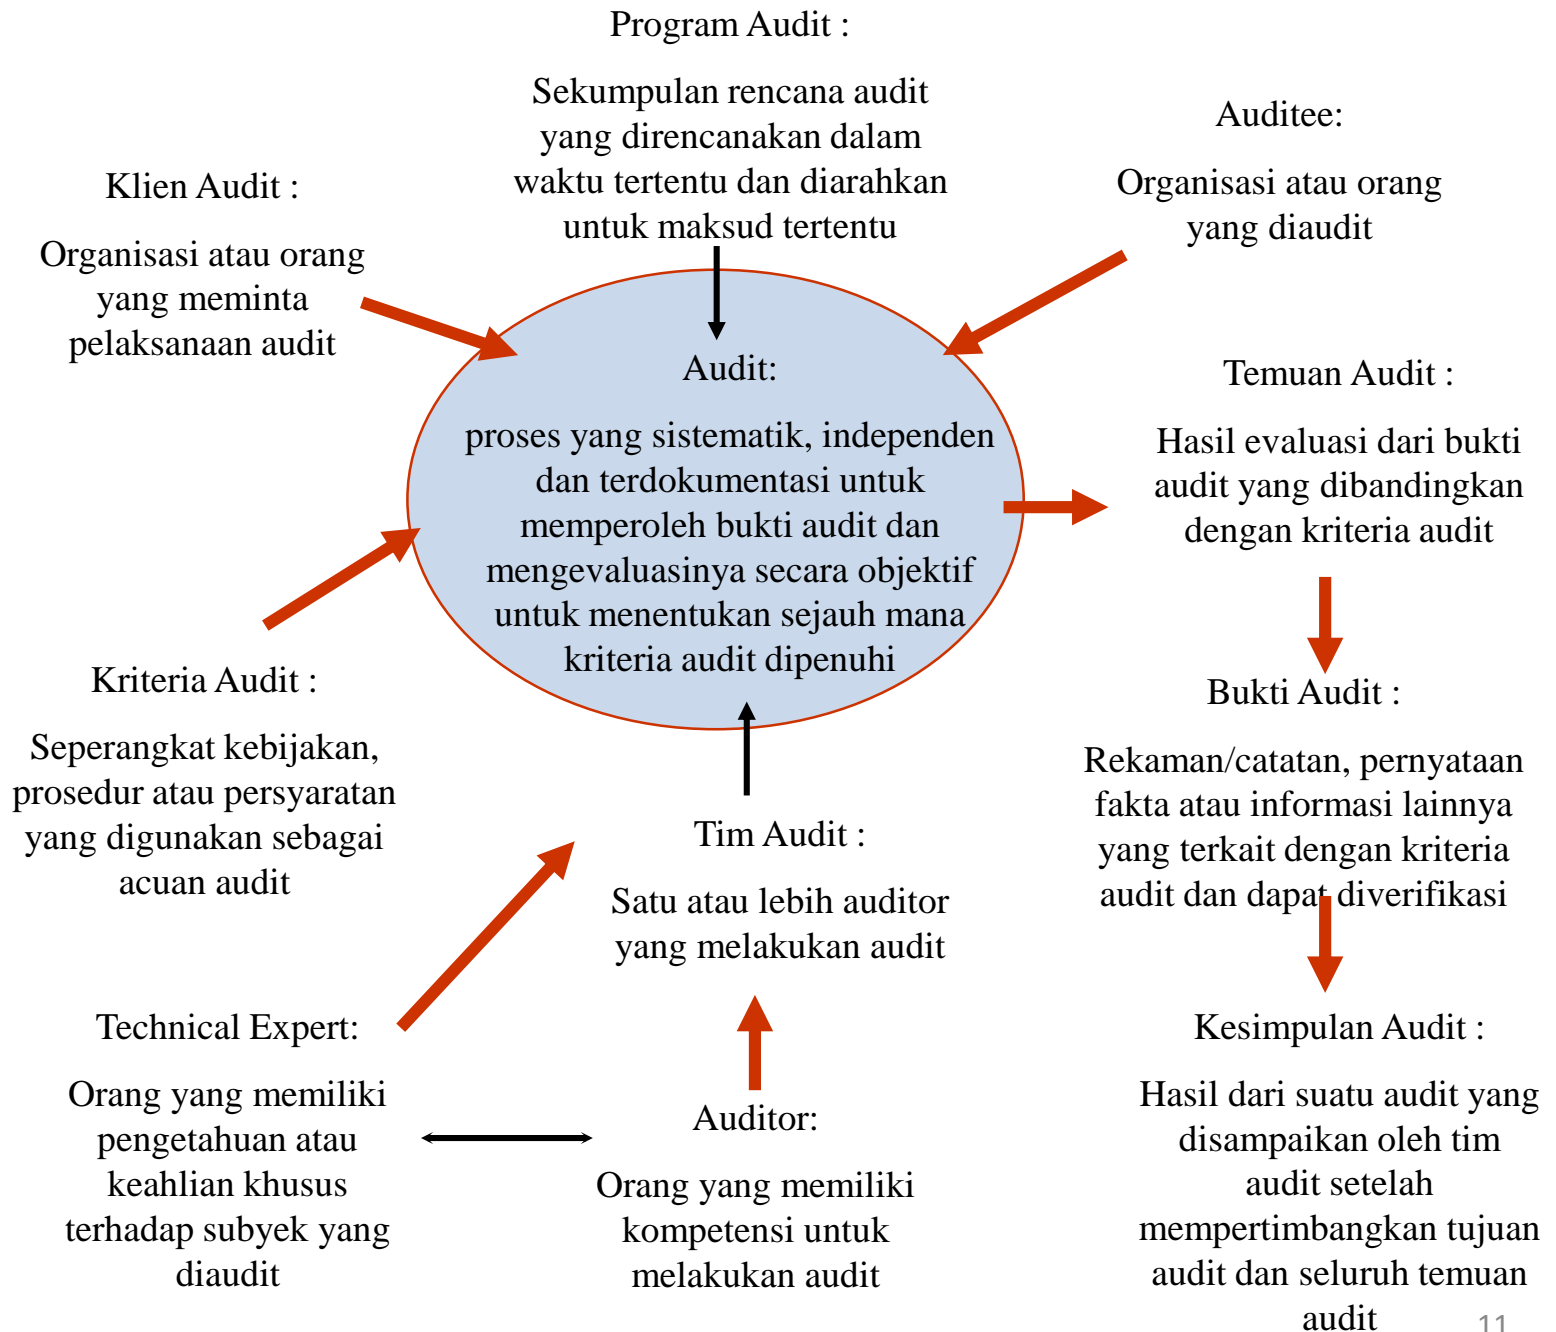 Program Audit :
Sekumpulan rencana audit
yang direncanakan dalam
waktu tertentu dan diarahkan
untuk maksud tertentu
Auditee:
Organisasi atau orang
yang diaudit
Klien Audit :
Organisasi atau orang
yang meminta
pelaksanaan audit
Audit:
proses yang sistematik, independen
dan terdokumentasi untuk
memperoleh bukti audit dan
mengevaluasinya secara objektif
untuk menentukan sejauh mana
kriteria audit dipenuhi
Temuan Audit :
Hasil evaluasi dari bukti
audit yang dibandingkan
dengan kriteria audit
Kriteria Audit :
Seperangkat kebijakan,
prosedur atau persyaratan
yang digunakan sebagai
acuan audit
Bukti Audit :
Rekaman/catatan, pernyataan
fakta atau informasi lainnya
yang terkait dengan kriteria
audit dan dapat diverifikasi
Tim Audit :
Satu atau lebih auditor
yang melakukan audit
Technical Expert:
Orang yang memiliki
pengetahuan atau
keahlian khusus
terhadap subyek yang
diaudit
Auditor:
Orang yang memiliki
kompetensi untuk
melakukan audit
Kesimpulan Audit :
Hasil dari suatu audit yang
disampaikan oleh tim
audit setelah
mempertimbangkan tujuan
audit dan seluruh temuan
audit
11